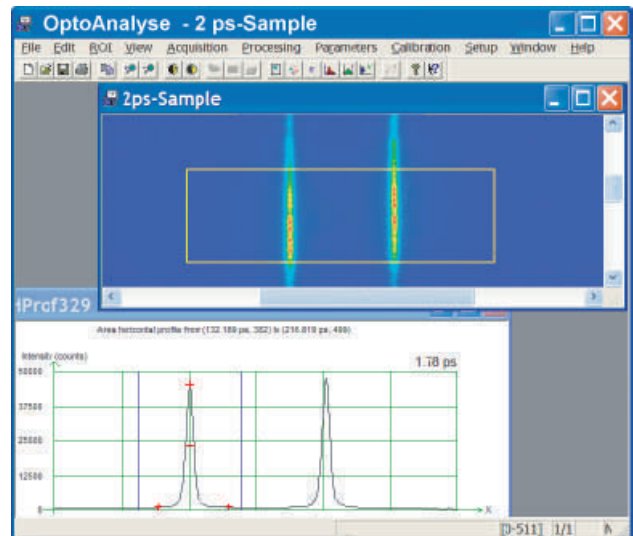 OptoAnalyse - 2 ps-Sample
File Edit ROI View Acquisition Processing Parameters Calibration Setup Window Help
2ps-Sample
HProf329
Area horizontal profile from (132.189 ps, 382) to (216.819 ps, 499)
Intensity (counts)
1.78 ps
50000
37500
25000
12500
0
X
[0-511] 1/1